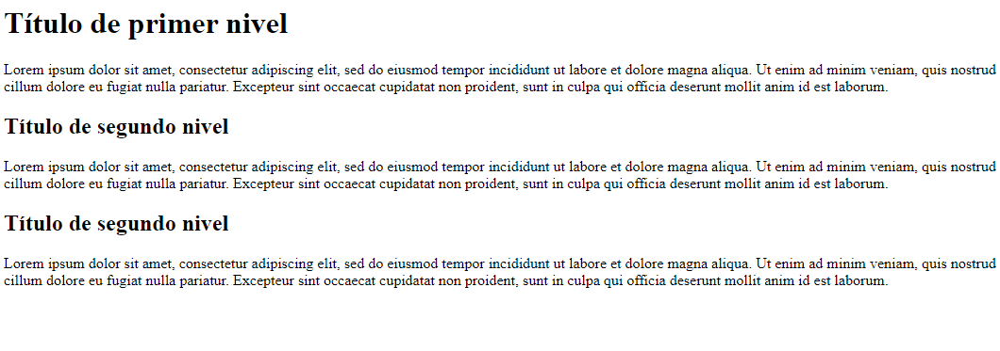 Título de primer nivel
Lorem ipsum dolor sit amet, consectetur adipiscing elit, sed do eiusmod tempor incididunt ut labore et dolore magna aliqua. Ut enim ad minim veniam, quis nostrud
cillum dolore eu fugiat nulla pariatur. Excepteur sint occaecat cupidatat non proident, sunt in culpa qui officia deserunt mollit anim id est laborum.
Título de segundo nivel
Lorem ipsum dolor sit amet, consectetur adipiscing elit, sed do eiusmod tempor incididunt ut labore et dolore magna aliqua. Ut enim ad minim veniam, quis nostrud
cillum dolore eu fugiat nulla pariatur. Excepteur sint occaecat cupidatat non proident, sunt in culpa qui officia deserunt mollit anim id est laborum.
Título de segundo nivel
Lorem ipsum dolor sit amet, consectetur adipiscing elit, sed do eiusmod tempor incididunt ut labore et dolore magna aliqua. Ut enim ad minim veniam, quis nostrud
cillum dolore eu fugiat nulla pariatur. Excepteur sint occaecat cupidatat non proident, sunt in culpa qui officia deserunt mollit anim id est laborum.